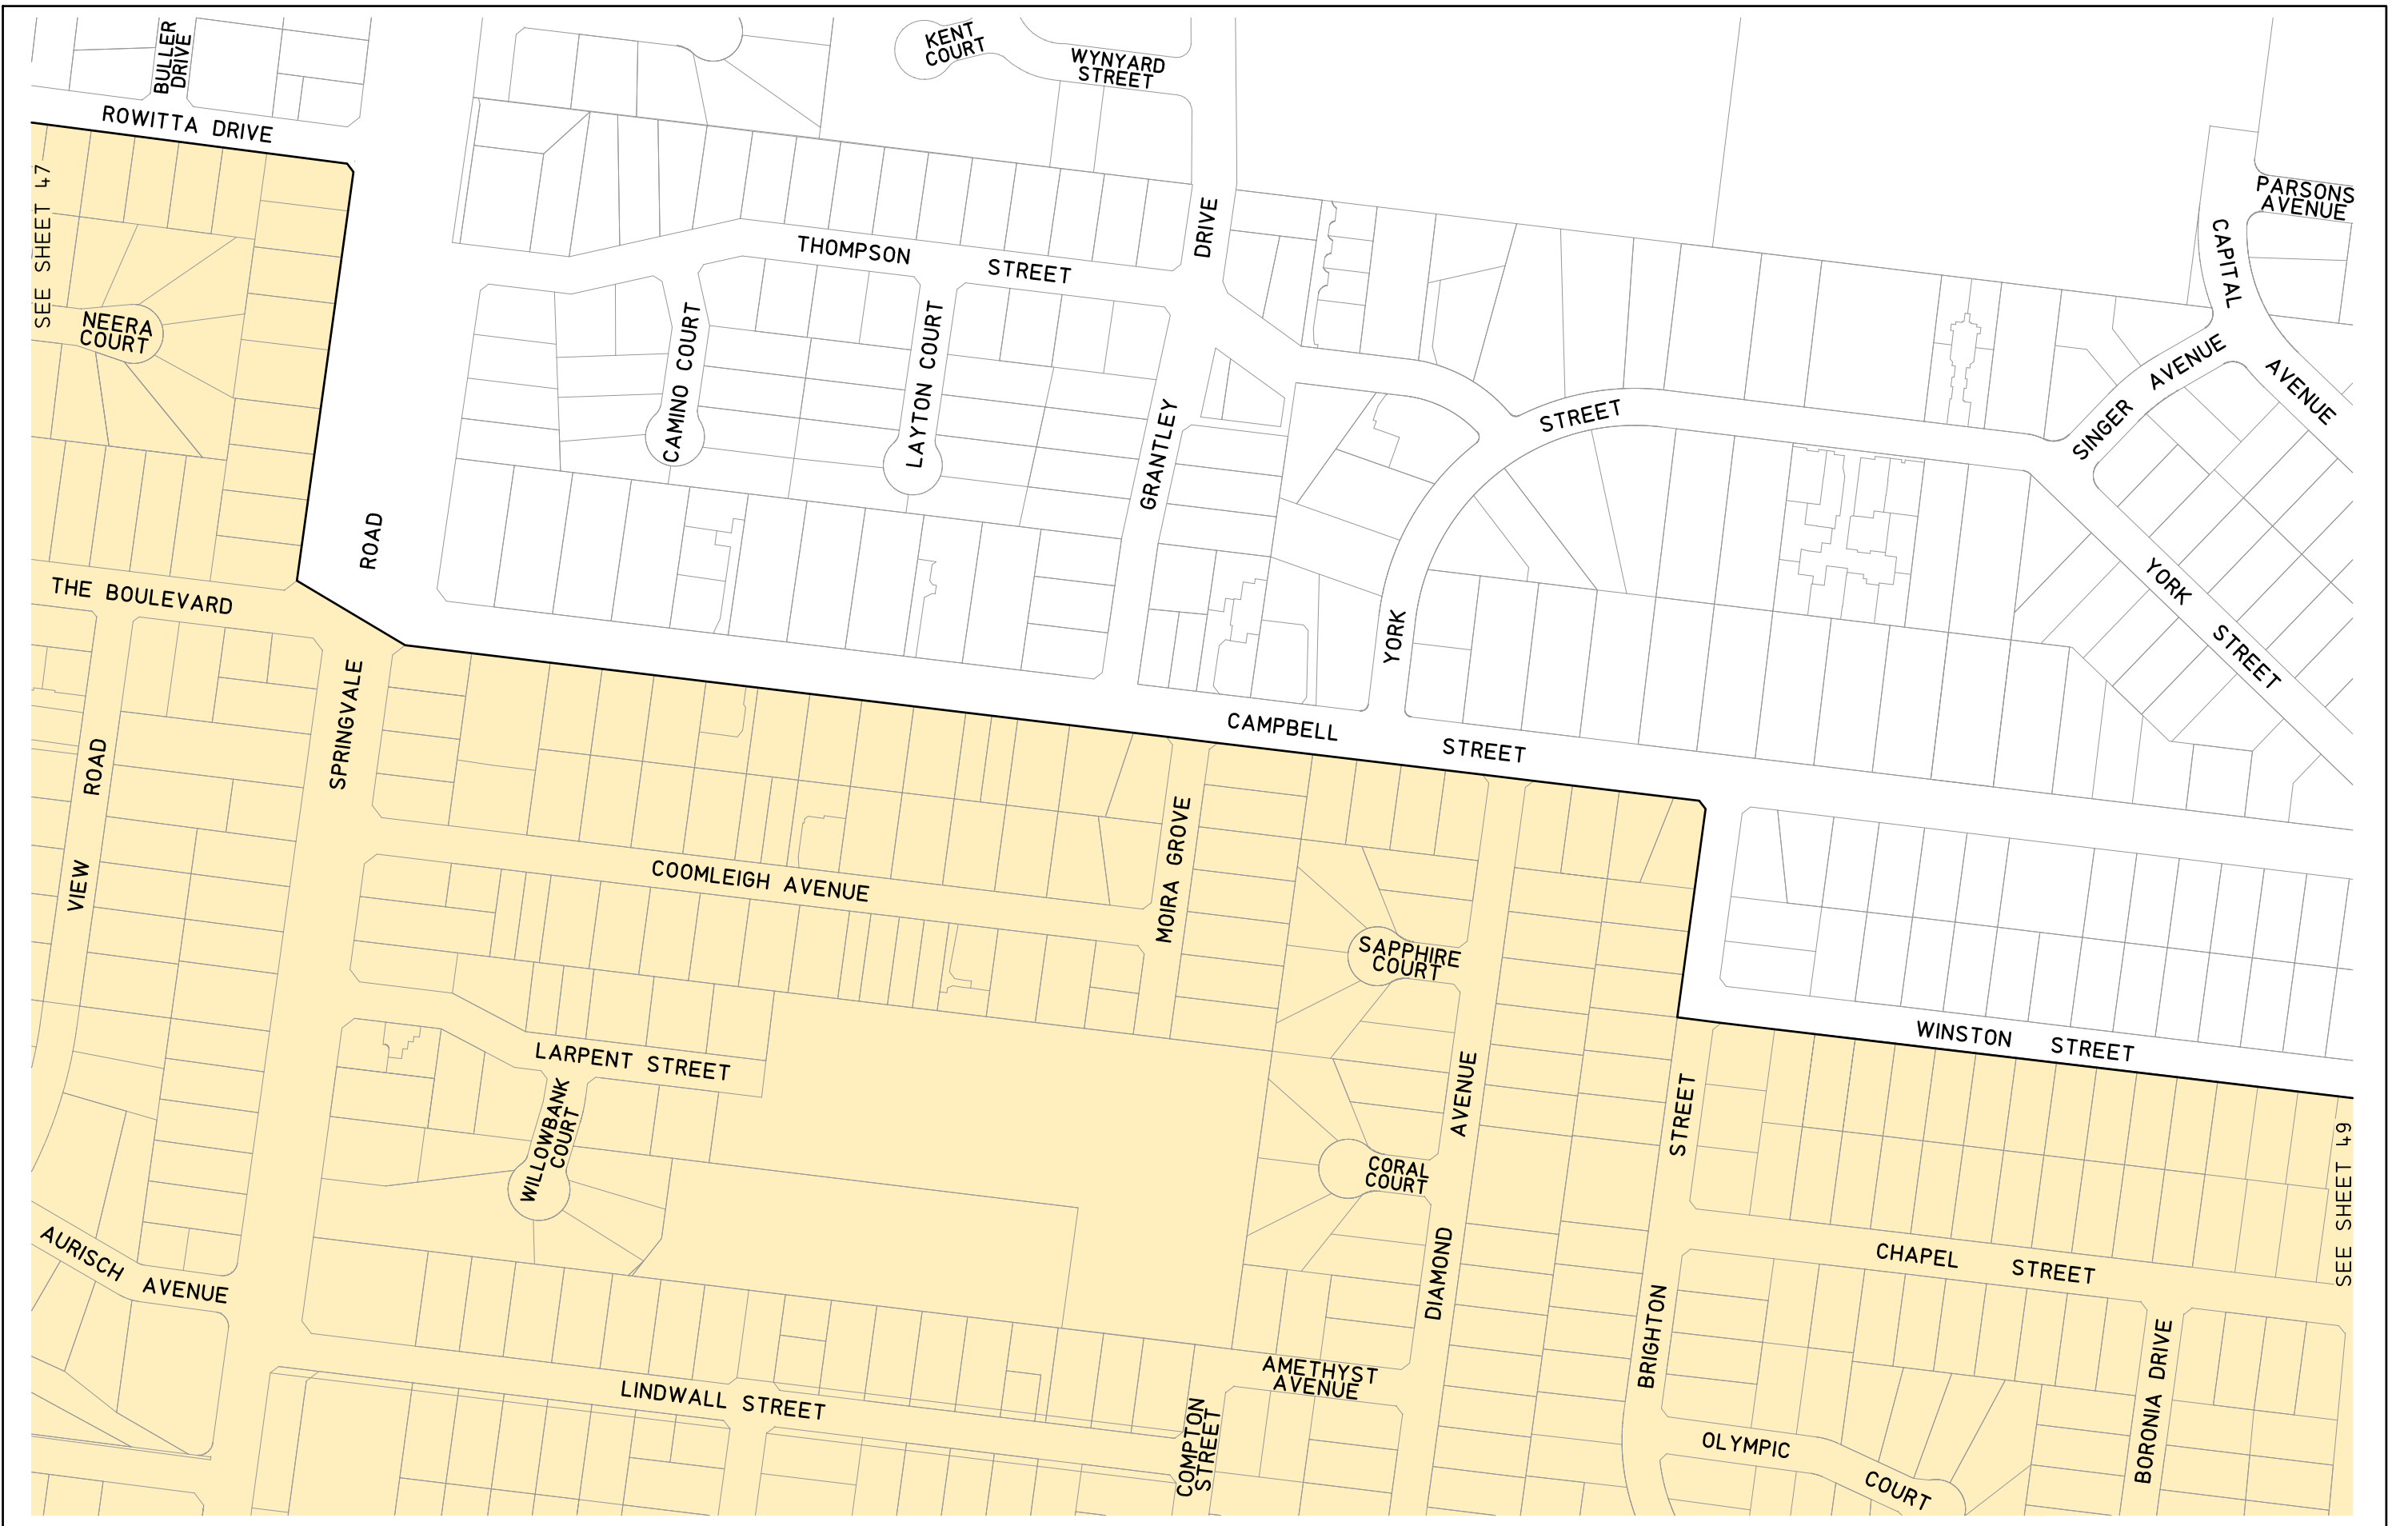 BULLER
DRIVE
KENT
COURT
WYNYARD
STREET
ROWITTA DRIVE
SEE SHEET 47
PARSONS
AVENUE
DRIVE
THOMPSON STREET
CAPITAL
AVENUE
NEERA
COURT
CAMINO COURT
LAYTON COURT
SINGER AVENUE
STREET
GRANTLEY
ROAD
THE BOULEVARD
YORK
STREET
YORK
SPRINGVALE
CAMPBELL STREET
ROAD
VIEW
MOIRA GROVE
COOMLEIGH AVENUE
SAPPHIRE
COURT
WINSTON STREET
LARPENT STREET
WILLOWBANK
COURT
AVENUE
STREET
CORAL
COURT
SEE SHEET 49
AURISCH AVENUE
DIAMOND
CHAPEL STREET
BRIGHTON
BORONIA DRIVE
AMETHYST
AVENUE
LINDWALL STREET
COMPTON
STREET
OLYMPIC
COURT